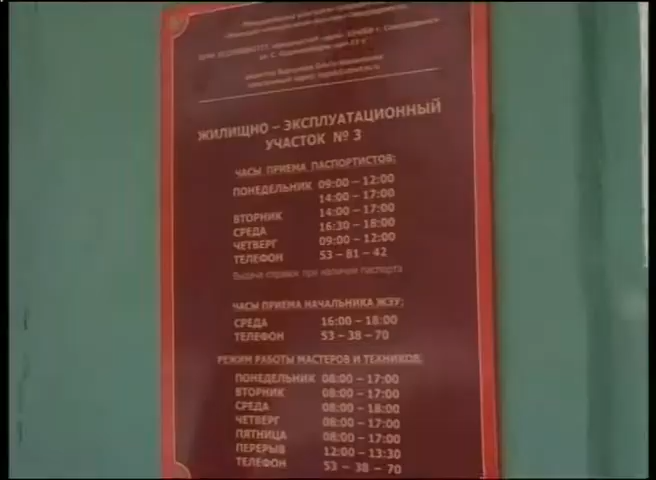 ЖИЛИЩНО – ЭКСПЛУАТАЦИОННЫЙ
УЧАСТОК № 3
ЧАСЫ ПРИЕМА ПАСПОРТИСТОВ:
ПОНЕДЕЛЬНИК 09:00 – 12:00
14:00 – 17:00
ВТОРНИК 14:00 – 17:00
СРЕДА 16:30 – 18:00
ЧЕТВЕРГ 09:00 – 12:00
ТЕЛЕФОН 53 – 81 – 42
Выдача справок при наличии паспорта
ЧАСЫ ПРИЕМА НАЧАЛЬНИКА ЖЭУ:
СРЕДА 16:00 – 18:00
ТЕЛЕФОН 53 – 38 – 70
РЕЖИМ РАБОТЫ МАСТЕРОВ И ТЕХНИКОВ:
ПОНЕДЕЛЬНИК 08:00 – 17:00
ВТОРНИК 08:00 – 17:00
СРЕДА 08:00 – 18:00
ЧЕТВЕРГ 08:00 – 17:00
ПЯТНИЦА 08:00 – 17:00
ПЕРЕРЫВ 12:00 – 13:30
ТЕЛЕФОН 53 – 38 – 70